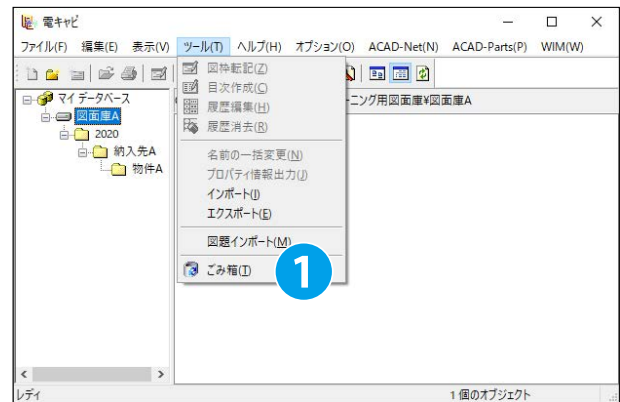 電キャビ
ファイル(F) 編集(E) 表示(V) ツール(T) ヘルプ(H) オプション(O) ACAD-Net(N) ACAD-Parts(P) WIM(W)
図枠転記(Z)
目次作成(C)
履歴編集(H)
履歴消去(R)
名前の一括変更(N)
プロパティ情報出力(J)
インポート(I)
エクスポート(E)
図題インポート(M)
ごみ箱(T)
1
ーニング用図面庫¥図面庫A
マイ データベース
図面庫A
2020
納入先A
物件A
レディ
1 個のオブジェクト